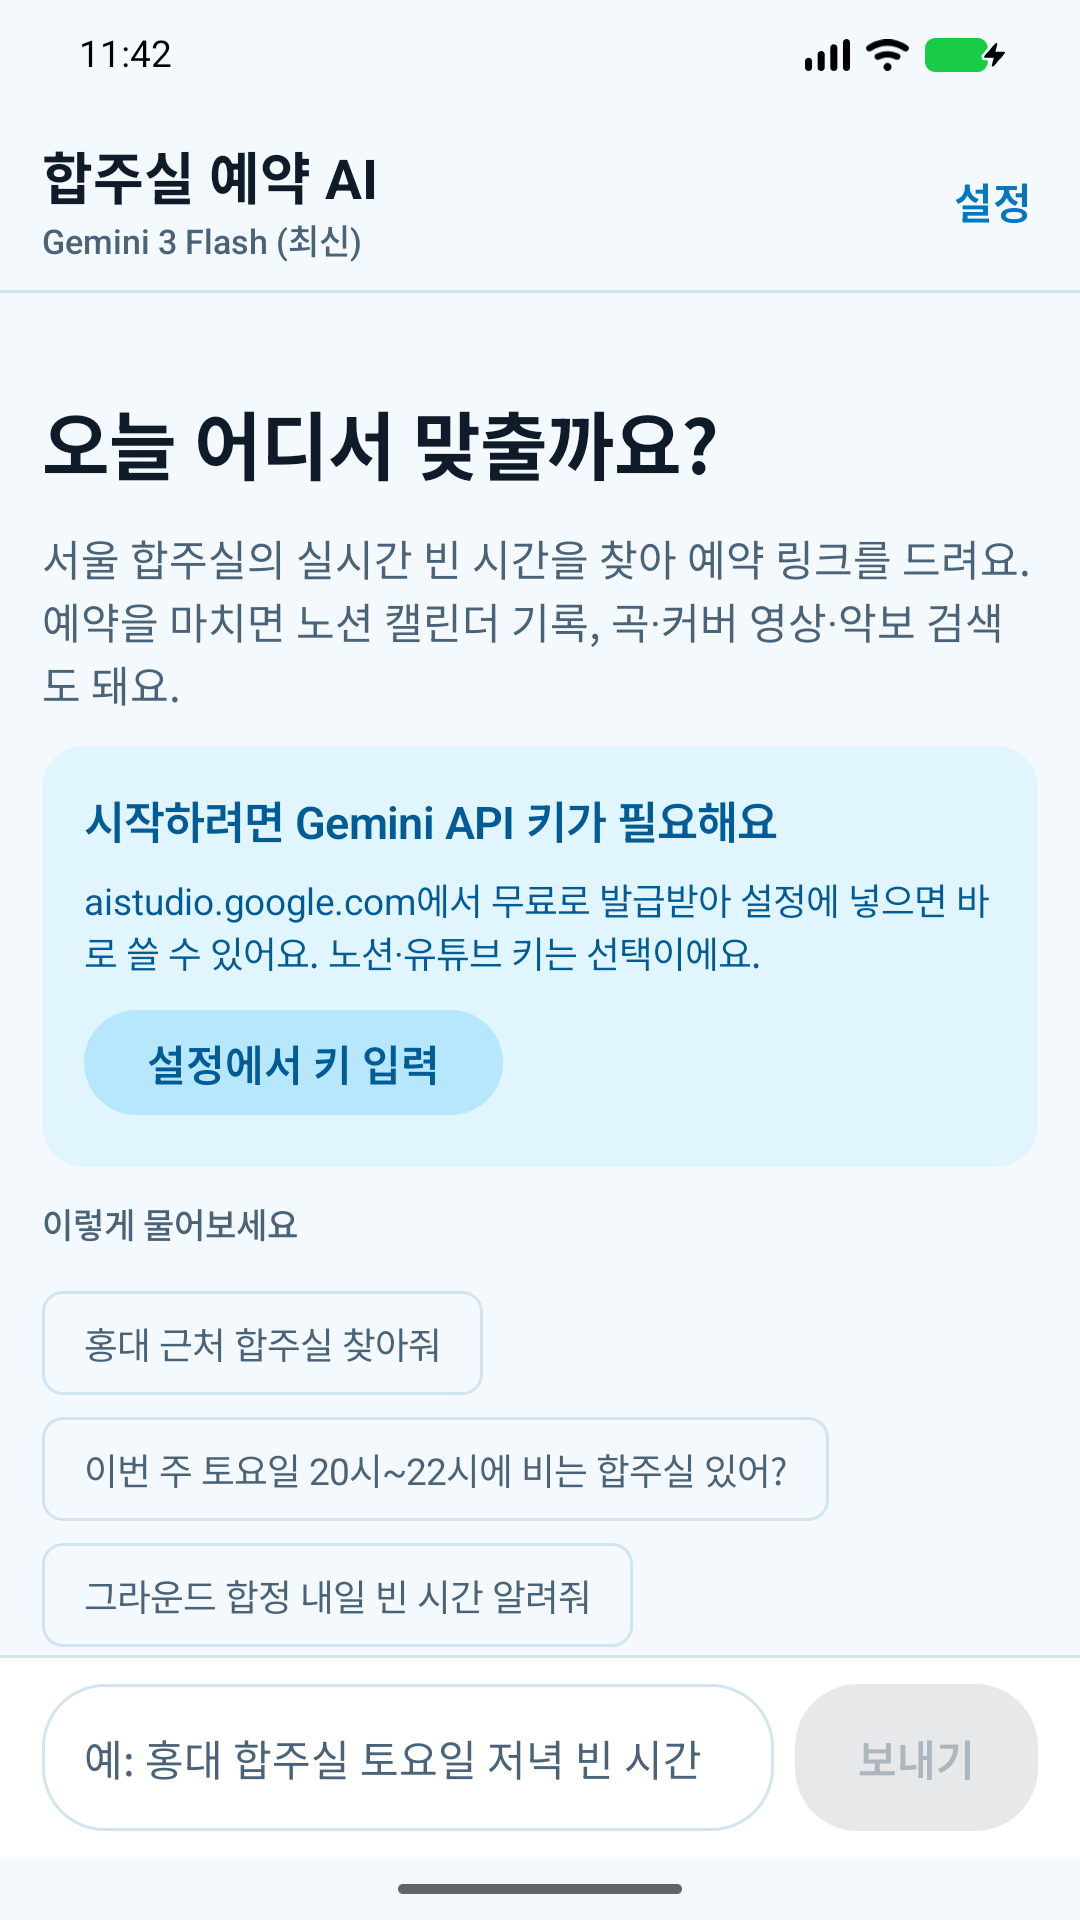 11:42
합주실 예약 AI
Gemini 3 Flash (최신)
설정
오늘 어디서 맞출까요?
서울 합주실의 실시간 빈 시간을 찾아 예약 링크를 드려요.
예약을 마치면 노션 캘린더 기록, 곡·커버 영상·악보 검색
도 돼요.
시작하려면 Gemini API 키가 필요해요
aistudio.google.com에서 무료로 발급받아 설정에 넣으면 바
로 쓸 수 있어요. 노션·유튜브 키는 선택이에요.
설정에서 키 입력
이렇게 물어보세요
홍대 근처 합주실 찾아줘
이번 주 토요일 20시~22시에 비는 합주실 있어?
그라운드 합정 내일 빈 시간 알려줘
예: 홍대 합주실 토요일 저녁 빈 시간
보내기